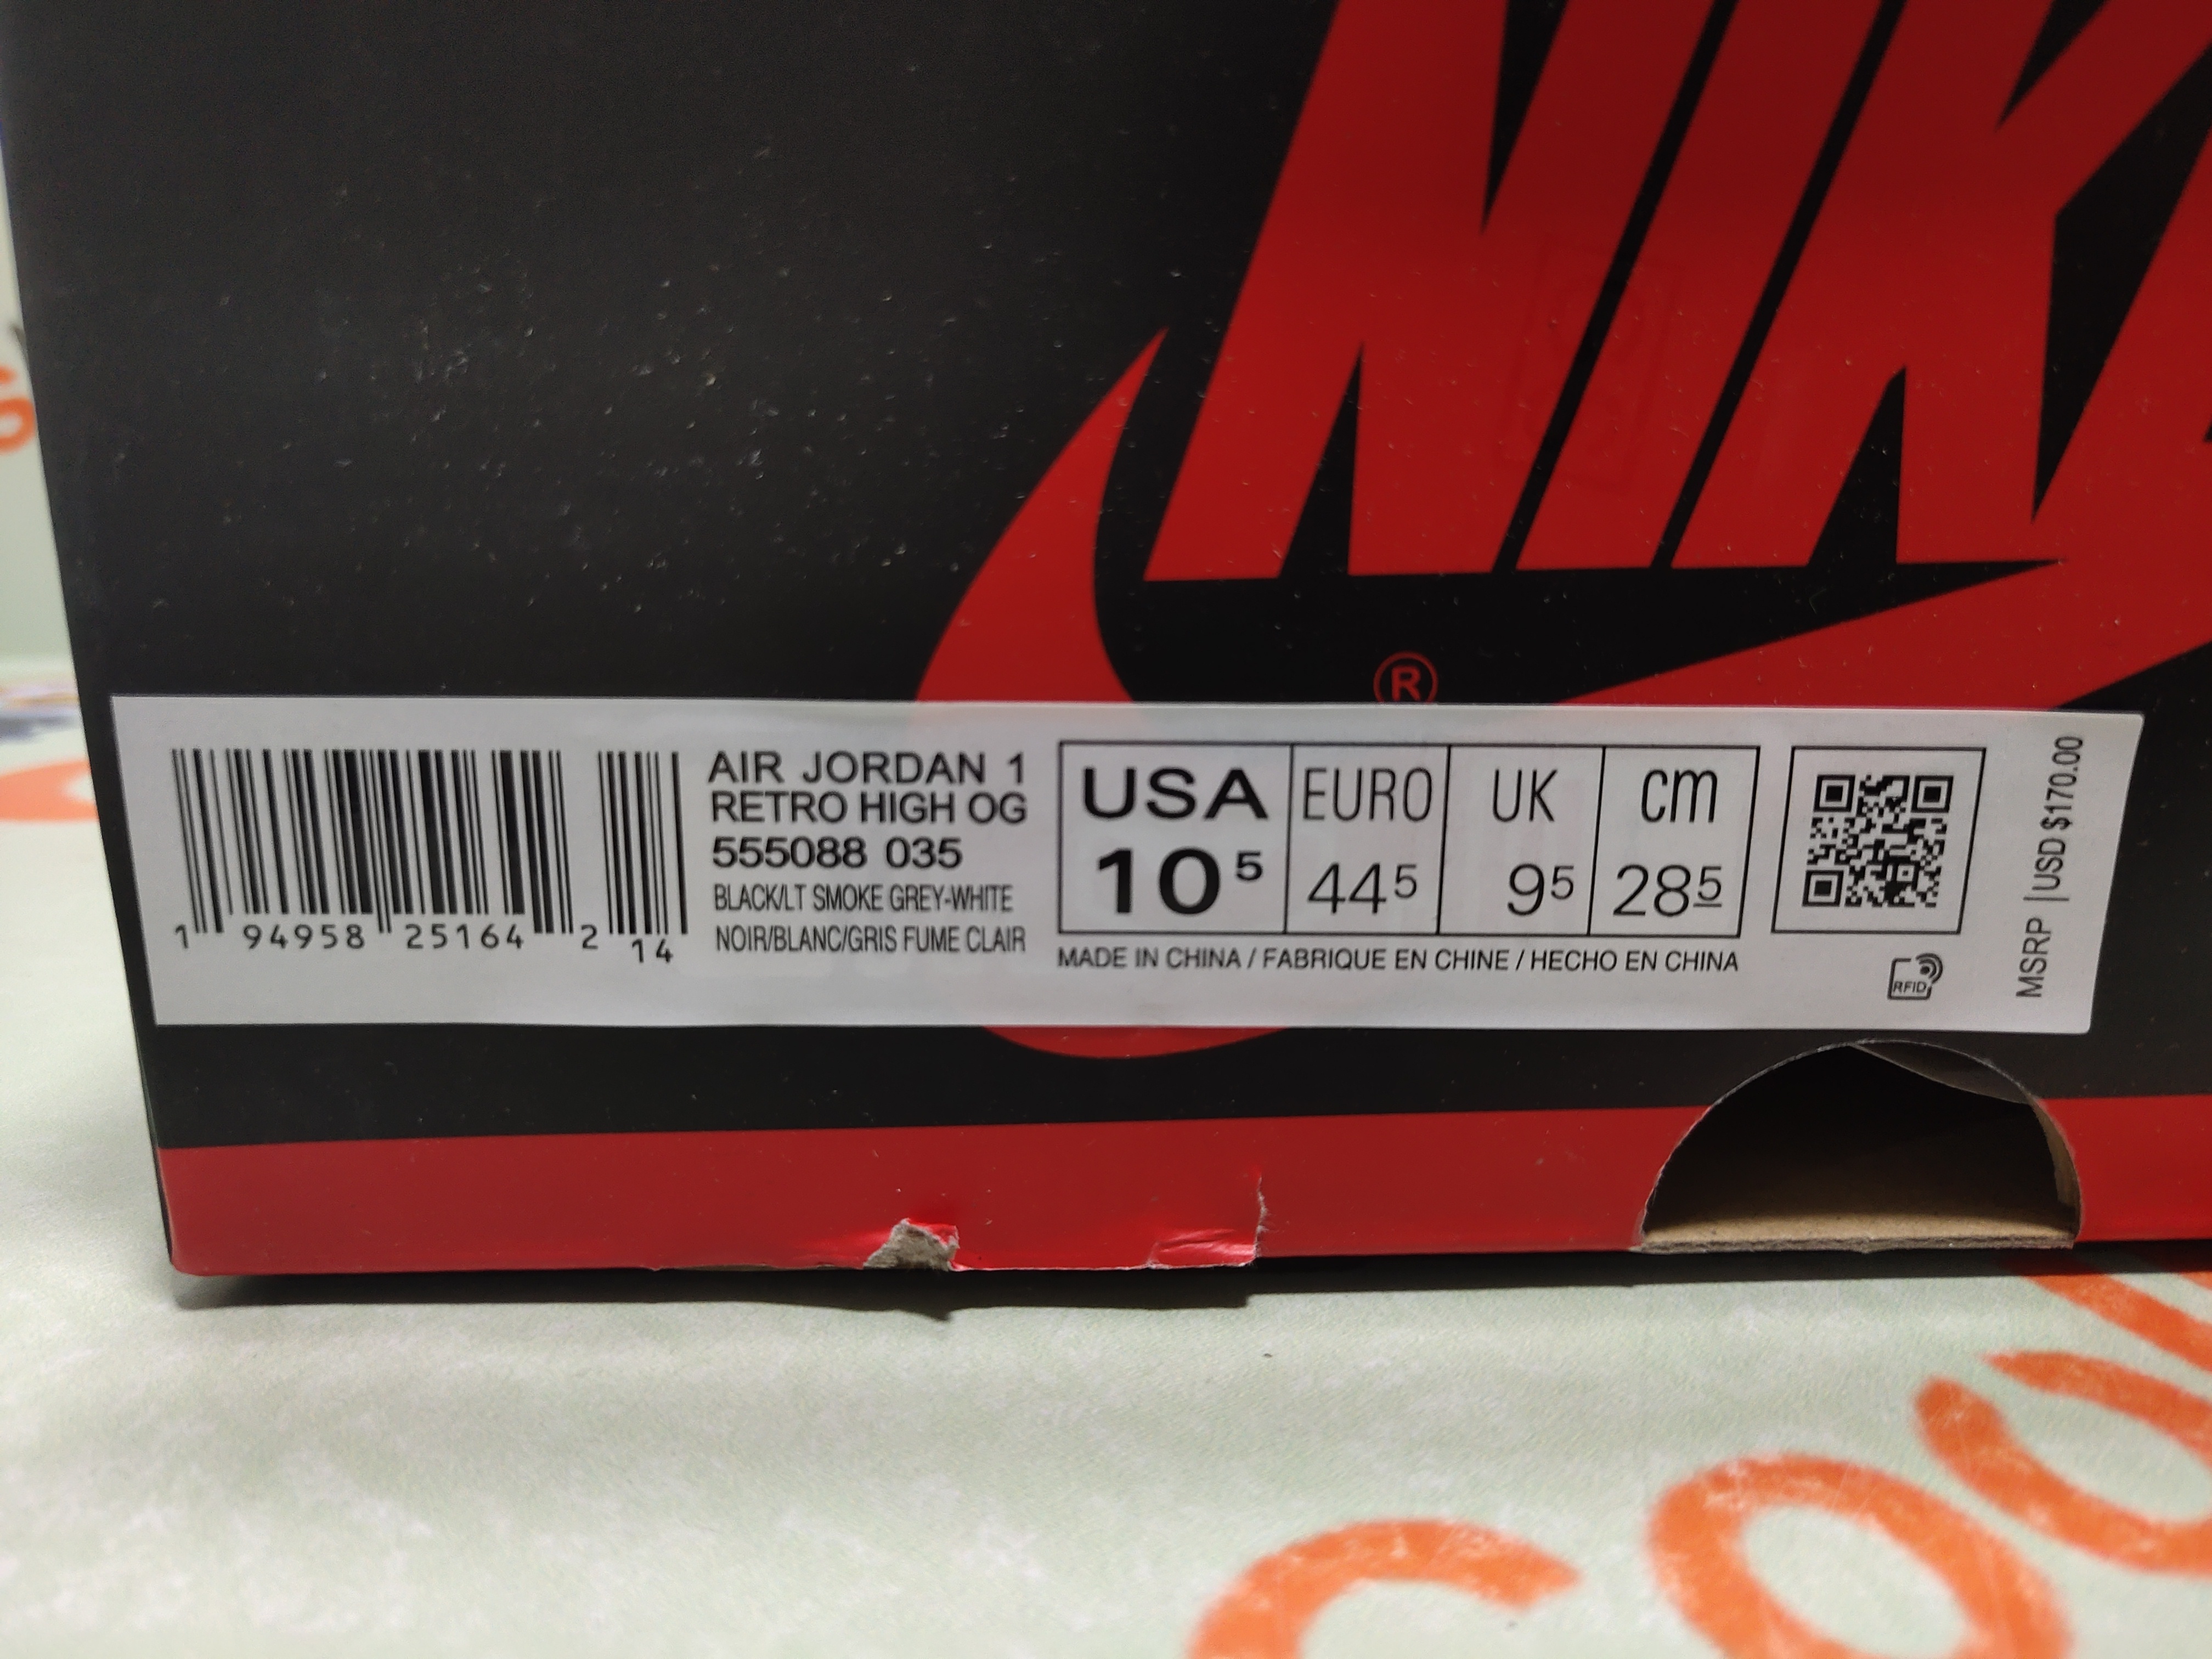 NIKE
®
AIR JORDAN 1
RETRO HIGH OG
555088 035
BLACK/LT SMOKE GREY-WHITE
NOIR/BLANC/GRIS FUME CLAIR
1 94958 25164 2 14
USA EURO UK cm
10⁵ 44⁵ 9⁵ 28⁵
MADE IN CHINA / FABRIQUE EN CHINE / HECHO EN CHINA
RFID
MSRP |USD $170.00